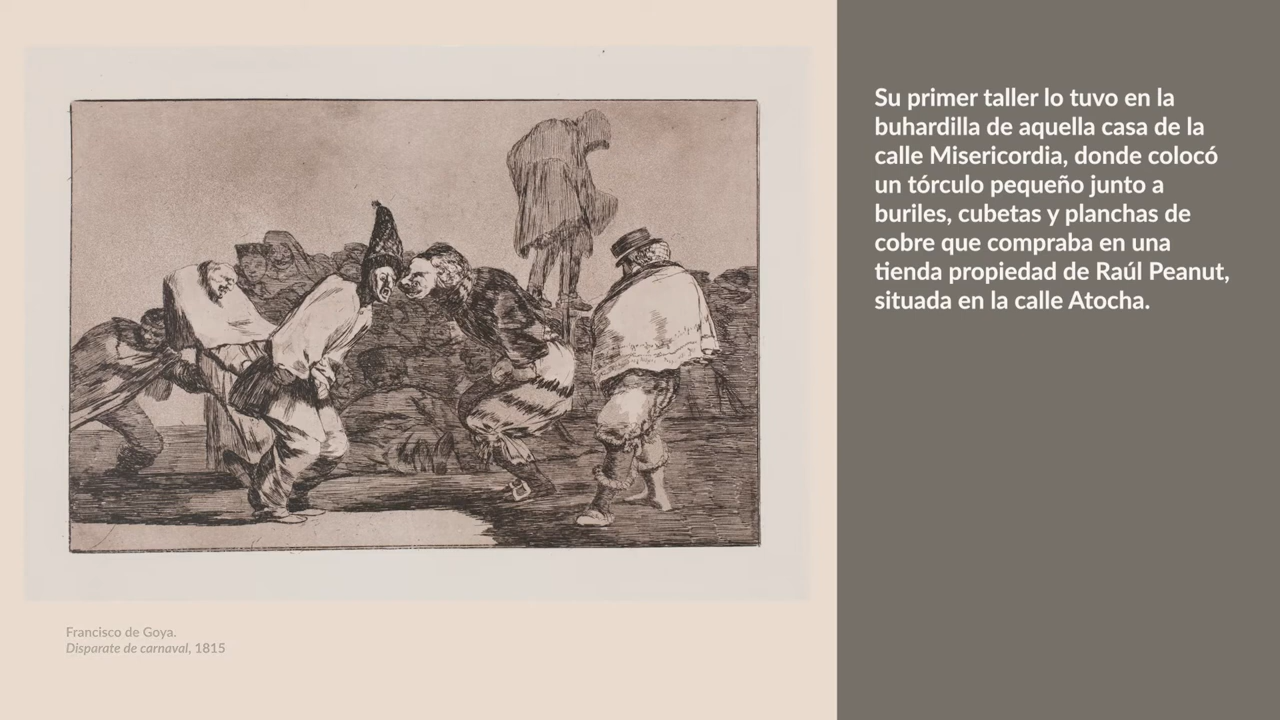 Su primer taller lo tuvo en la
buhardilla de aquella casa de la
calle Misericordia, donde colocó
un tórculo pequeño junto a
buriles, cubetas y planchas de
cobre que compraba en una
tienda propiedad de Raúl Peanut,
situada en la calle Atocha.
Francisco de Goya.
Disparate de carnaval, 1815